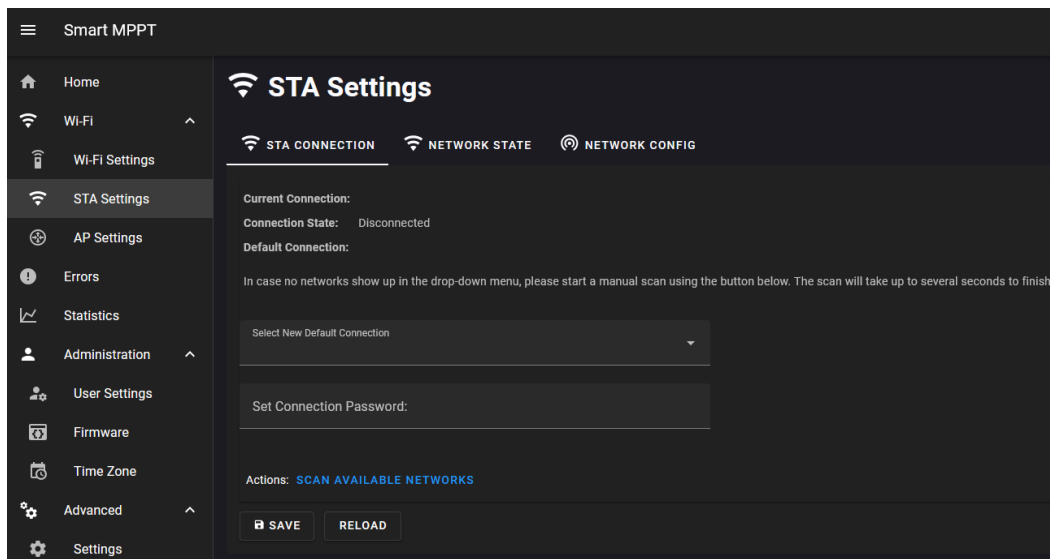 Smart MPPT
Home
Wi-Fi
Wi-Fi Settings
STA Settings
AP Settings
Errors
Statistics
Administration
User Settings
Firmware
Time Zone
Advanced
Settings
STA Settings
STA CONNECTION NETWORK STATE NETWORK CONFIG
Current Connection:
Connection State: Disconnected
Default Connection:
In case no networks show up in the drop-down menu, please start a manual scan using the button below. The scan will take up to several seconds to finish
Select New Default Connection
Set Connection Password:
Actions: SCAN AVAILABLE NETWORKS
SAVE RELOAD